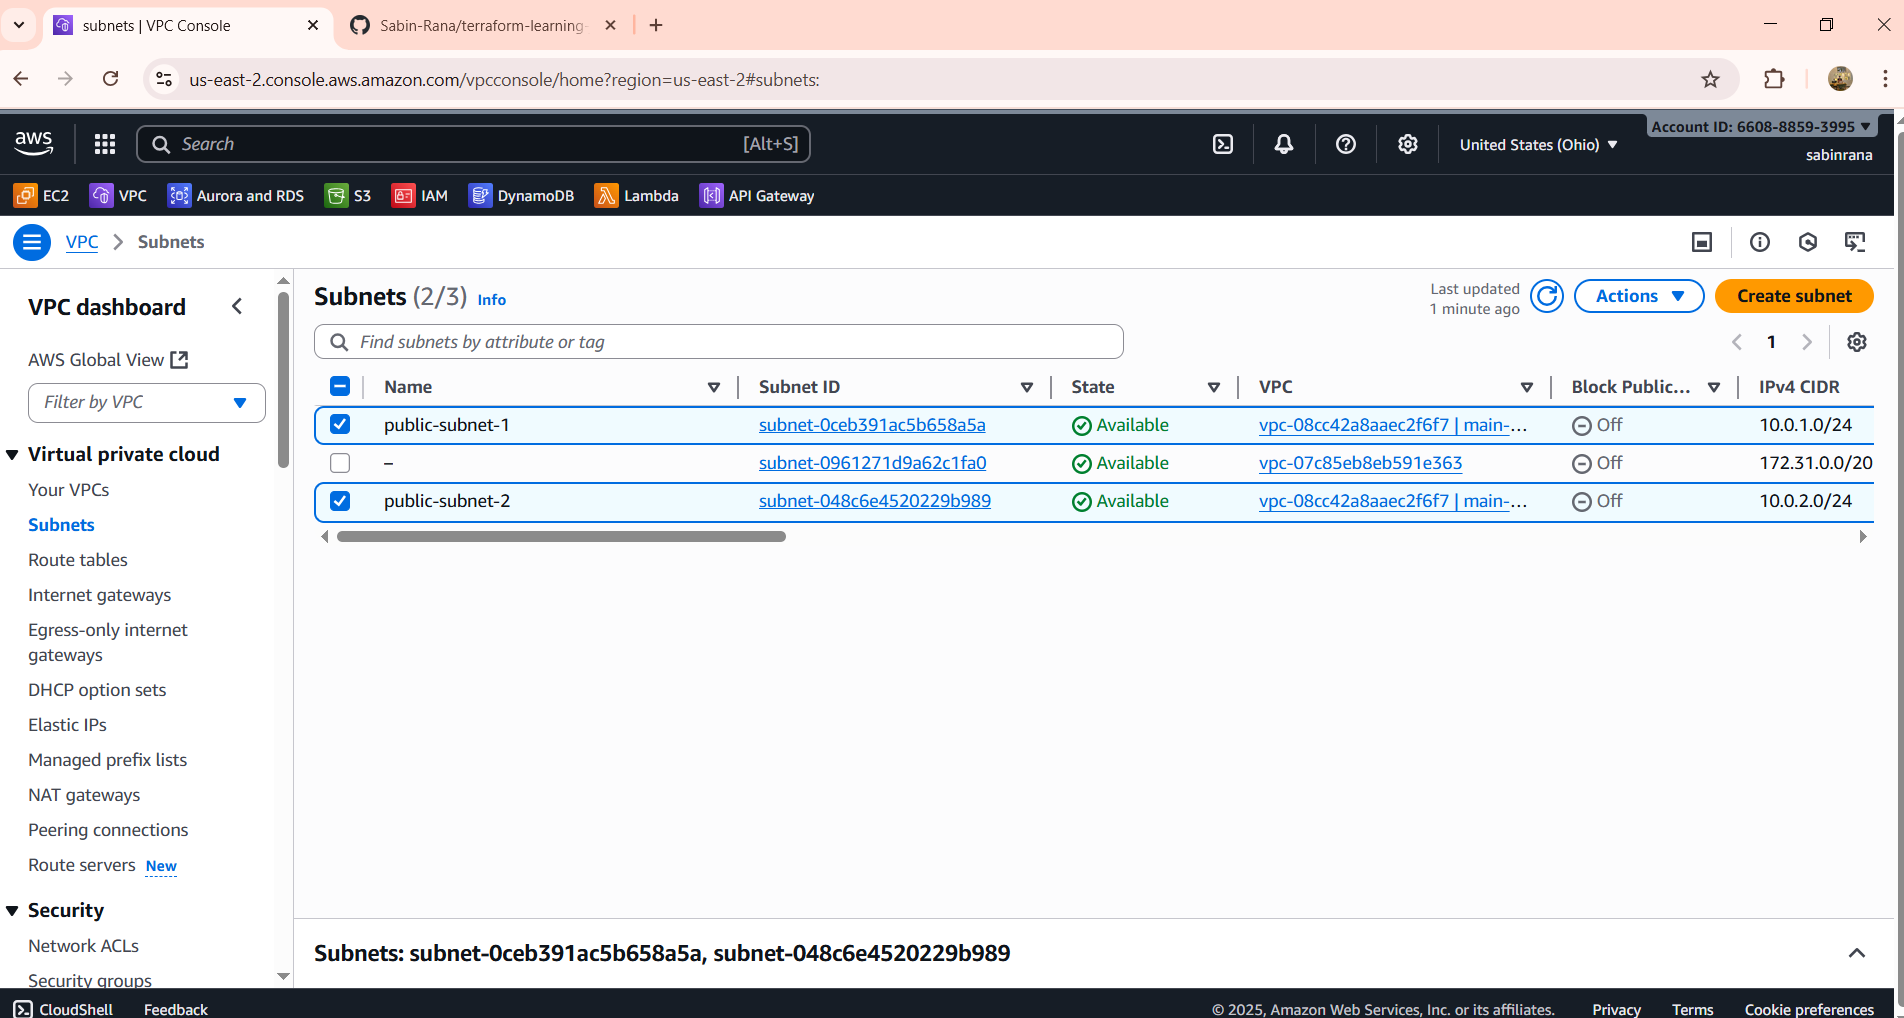 subnets | VPC Console
Sabin-Rana/terraform-learning-
us-east-2.console.aws.amazon.com/vpcconsole/home?region=us-east-2#subnets:
aws
Search
[Alt+S]
United States (Ohio)
Account ID: 6608-8859-3995
sabinrana
EC2
VPC
Aurora and RDS
S3
IAM
DynamoDB
Lambda
API Gateway
VPC
Subnets
VPC dashboard
AWS Global View
Filter by VPC
Virtual private cloud
Your VPCs
Subnets
Route tables
Internet gateways
Egress-only internet
gateways
DHCP option sets
Elastic IPs
Managed prefix lists
NAT gateways
Peering connections
Route servers New
Security
Network ACLs
Security groups
Subnets (2/3) Info
Last updated
1 minute ago
Actions
Create subnet
Find subnets by attribute or tag
1
Name Subnet ID State VPC Block Public... IPv4 CIDR
public-subnet-1 subnet-0ceb391ac5b658a5a Available vpc-08cc42a8aaec2f6f7 | main-... Off 10.0.1.0/24
– subnet-0961271d9a62c1fa0 Available vpc-07c85eb8eb591e363 Off 172.31.0.0/20
public-subnet-2 subnet-048c6e4520229b989 Available vpc-08cc42a8aaec2f6f7 | main-... Off 10.0.2.0/24
Subnets: subnet-0ceb391ac5b658a5a, subnet-048c6e4520229b989
CloudShell
Feedback
© 2025, Amazon Web Services, Inc. or its affiliates.
Privacy
Terms
Cookie preferences